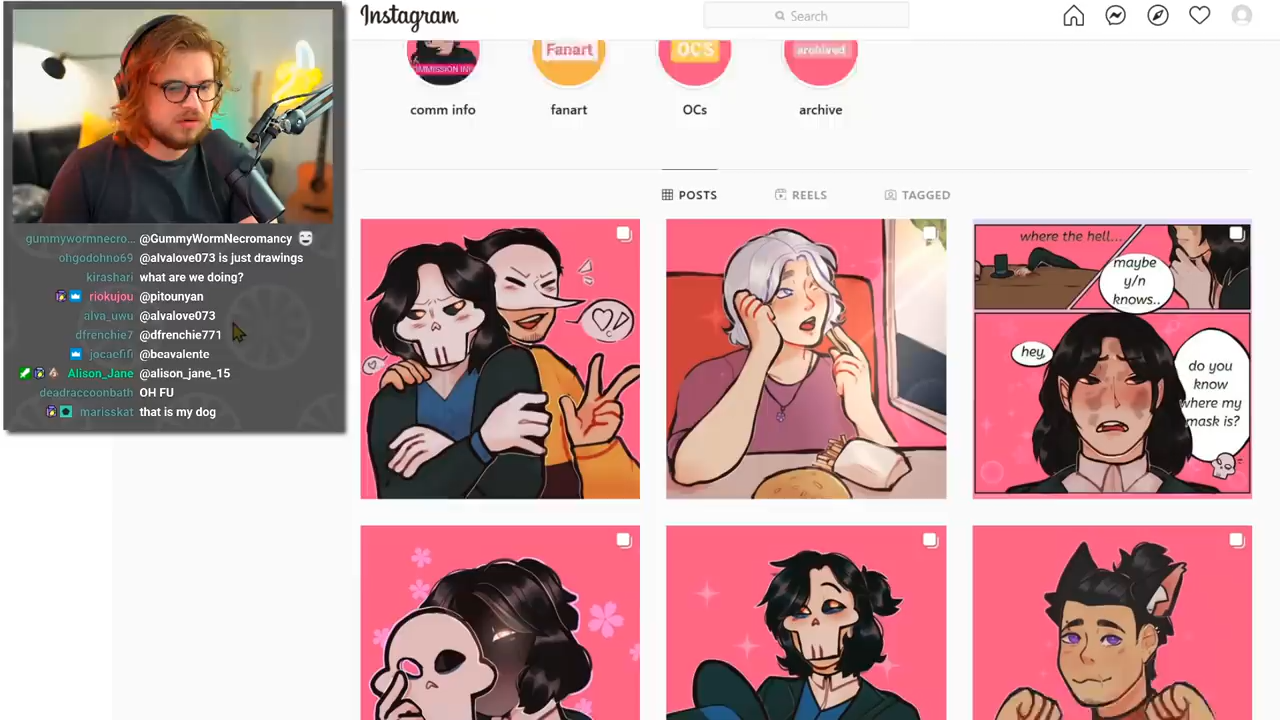 Instagram
Search
COMMISSION INFO
Fanart
OCS
archived
comm info
fanart
OCs
archive
POSTS
REELS
TAGGED
gummywormnecro... @GummyWormNecromancy
ohgodohno69 @alvalove073 is just drawings
kirashari what are we doing?
riokujou @pitounyan
alva_uwu @alvalove073
dfrenchie7 @dfrenchie771
jocaefifi @beavalente
Alison_Jane @alison_jane_15
deadraccoonbath OH FU
marisskat that is my dog
where the hell...
maybe
y/n
knows..
hey,
do you
know
where my
mask is?